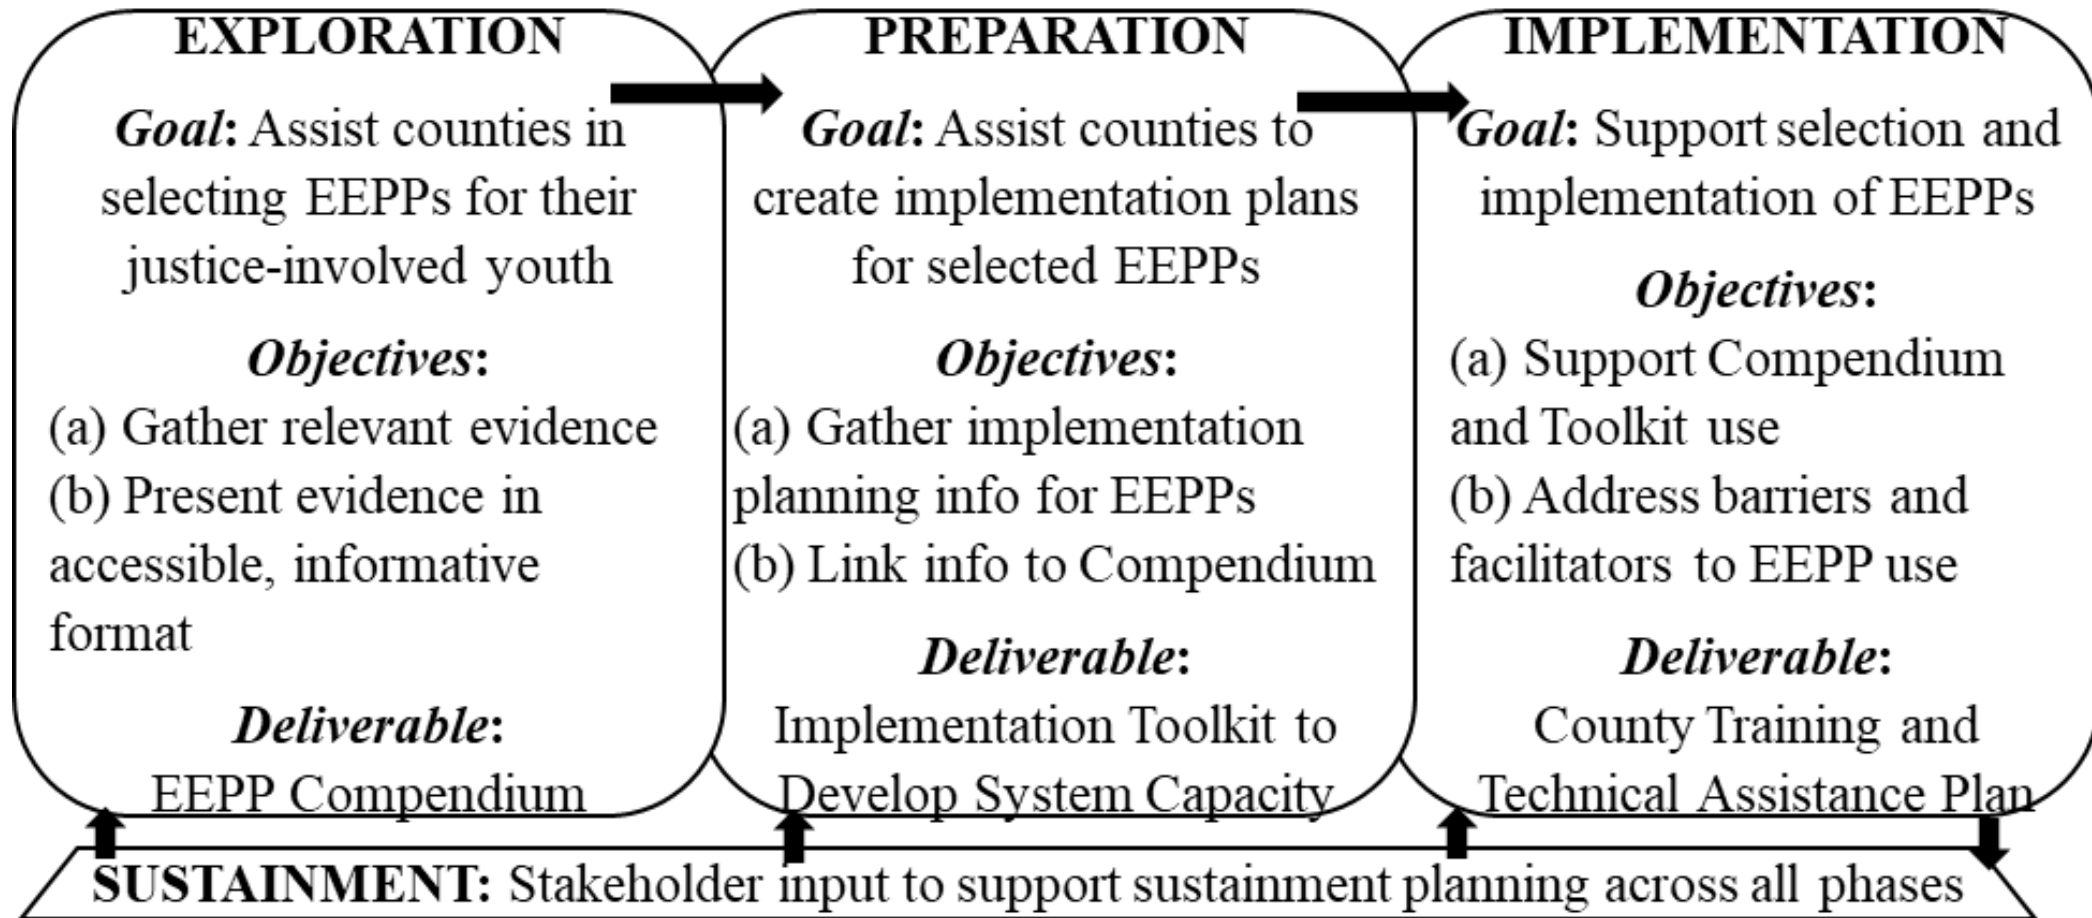 EXPLORATION
Goal: Assist counties in
selecting EEPPs for their
justice-involved youth
Objectives:
(a) Gather relevant evidence
(b) Present evidence in
accessible, informative
format
Deliverable:
EEPP Compendium
PREPARATION
Goal: Assist counties to
create implementation plans
for selected EEPPs
Objectives:
(a) Gather implementation
planning info for EEPPs
(b) Link info to Compendium
Deliverable:
Implementation Toolkit to
Develop System Capacity
IMPLEMENTATION
Goal: Support selection and
implementation of EEPPs
Objectives:
(a) Support Compendium
and Toolkit use
(b) Address barriers and
facilitators to EEPP use
Deliverable:
County Training and
Technical Assistance Plan
SUSTAINMENT: Stakeholder input to support sustainment planning across all phases